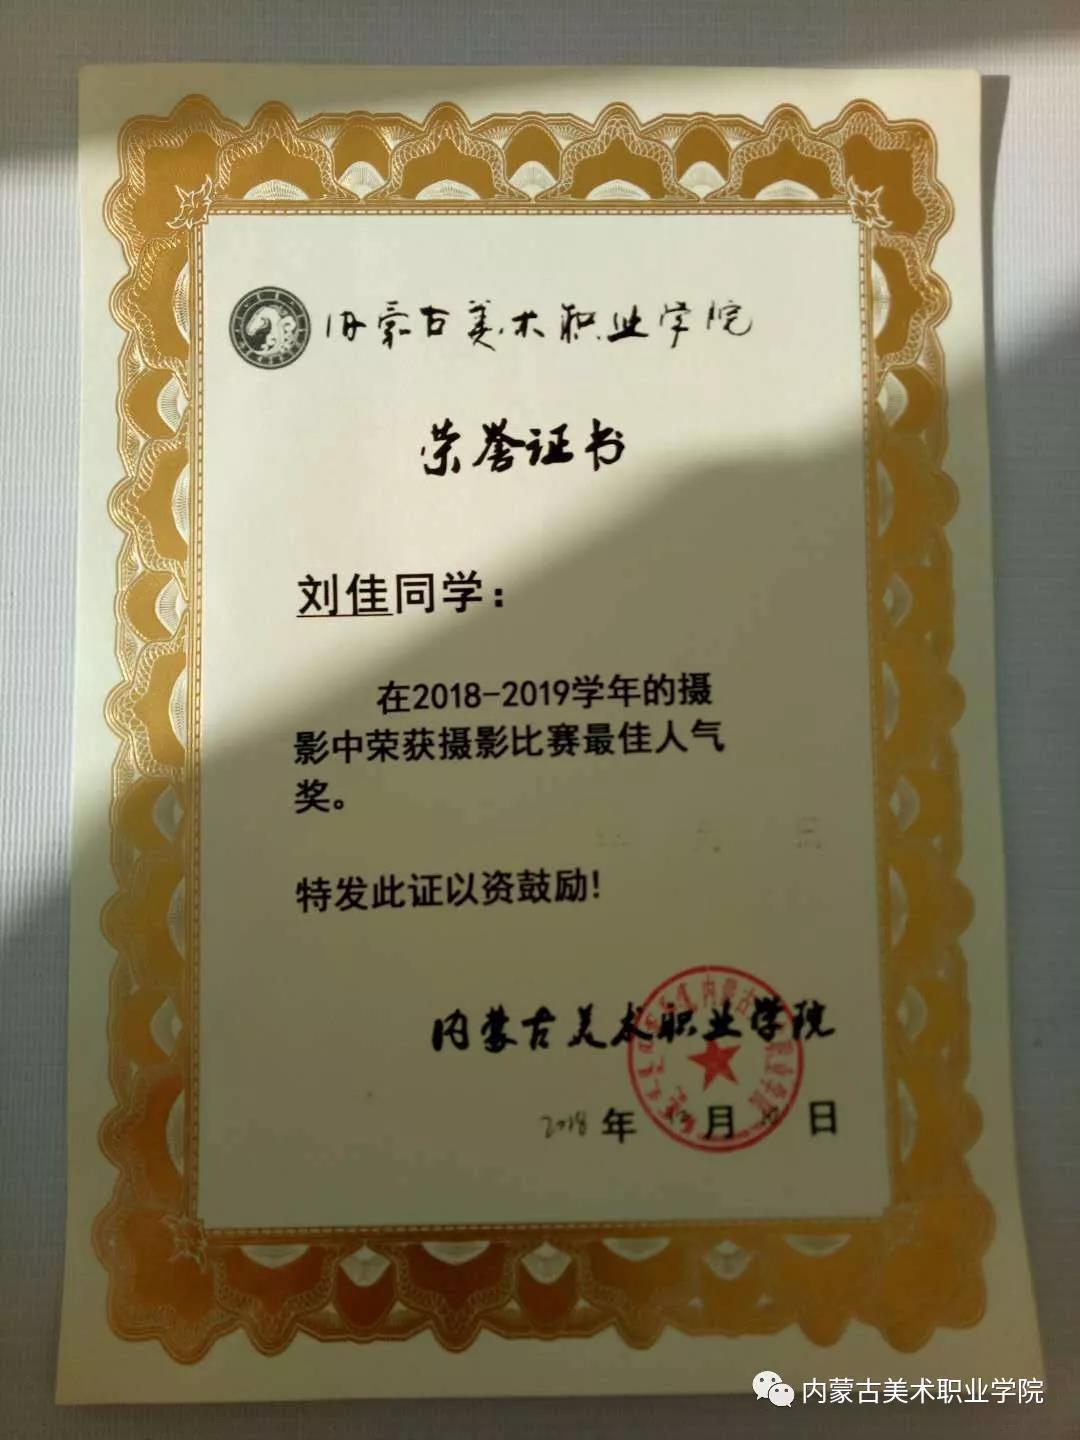 内蒙古美术职业学院
荣誉证书
刘佳同学：
在2018-2019学年的摄
影中荣获摄影比赛最佳人气
奖。
特发此证以资鼓励!
内蒙古美术职业学院
2018年 月 日
内蒙古美术职业学院